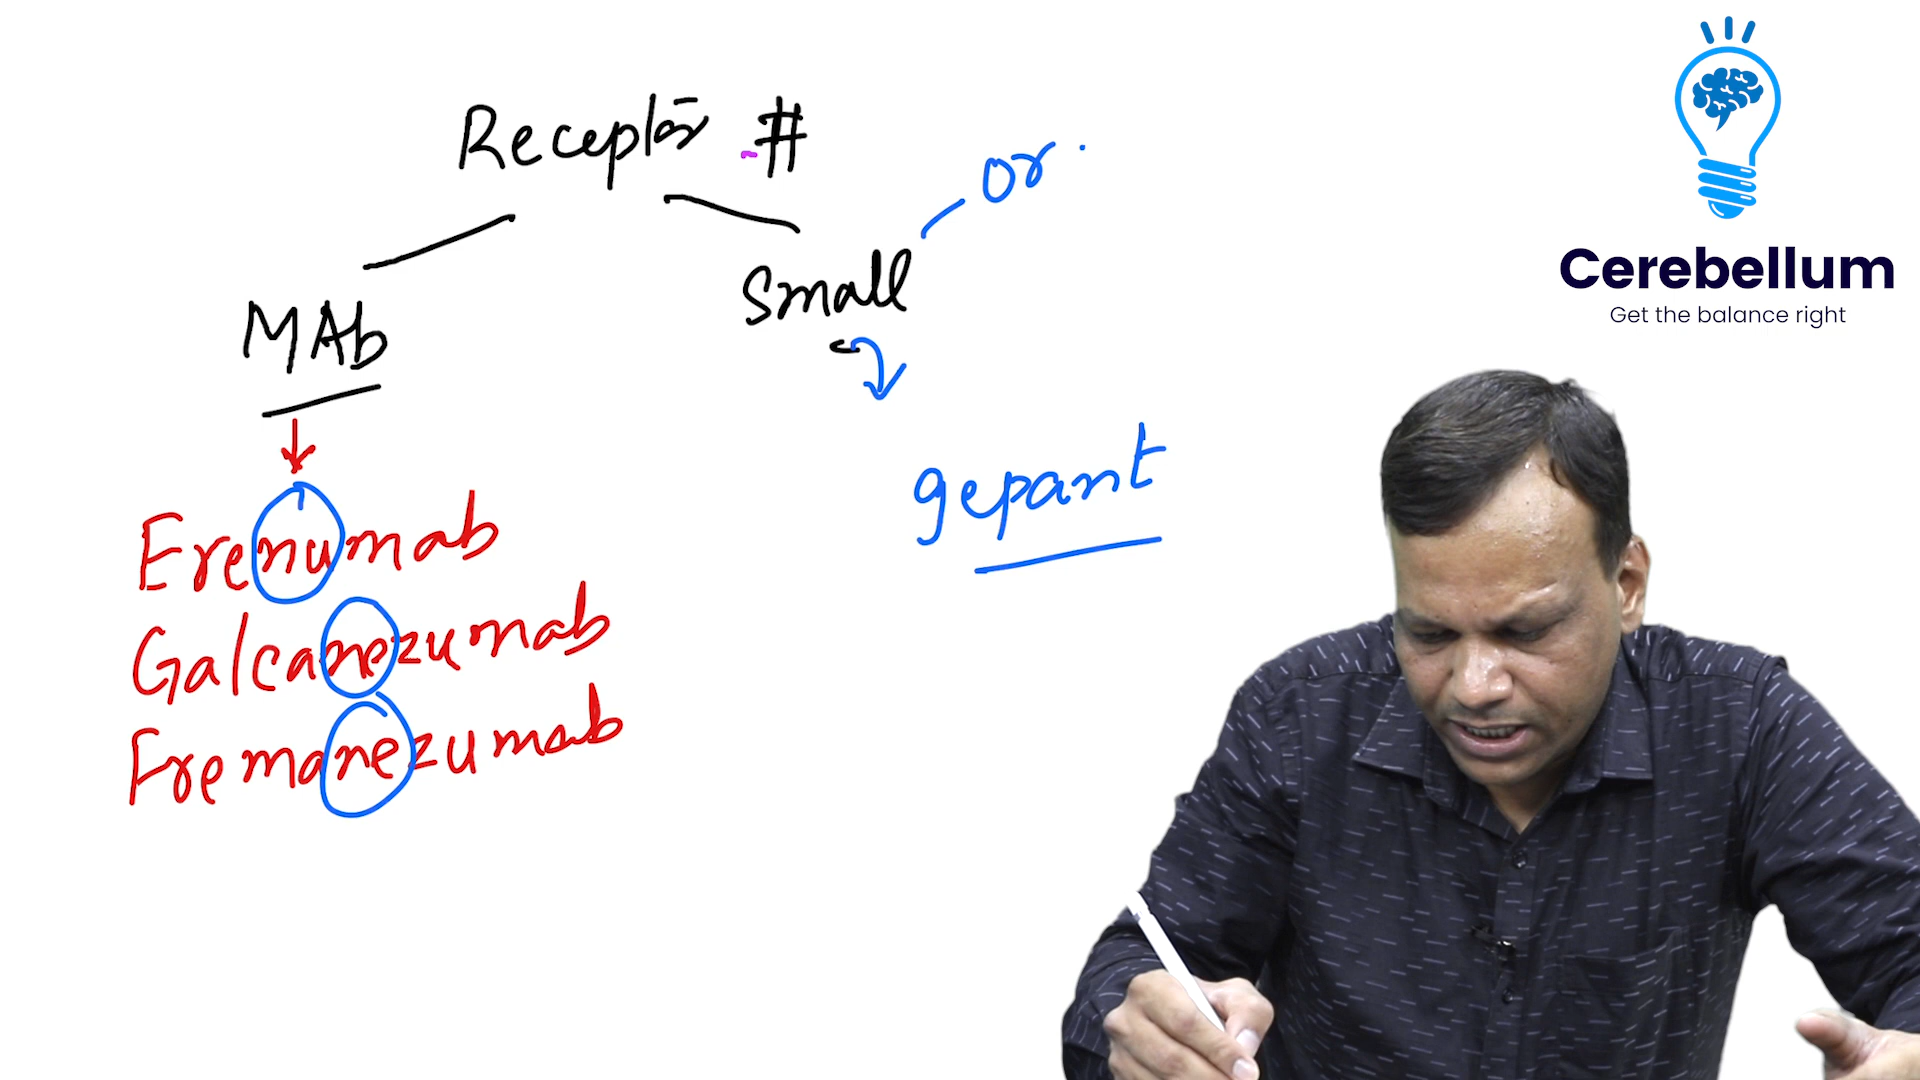 Receptor #
or.
Small
MAb
gepant
Erenumab
Galcanezumab
Fremanezumab
Cerebellum
Get the balance right